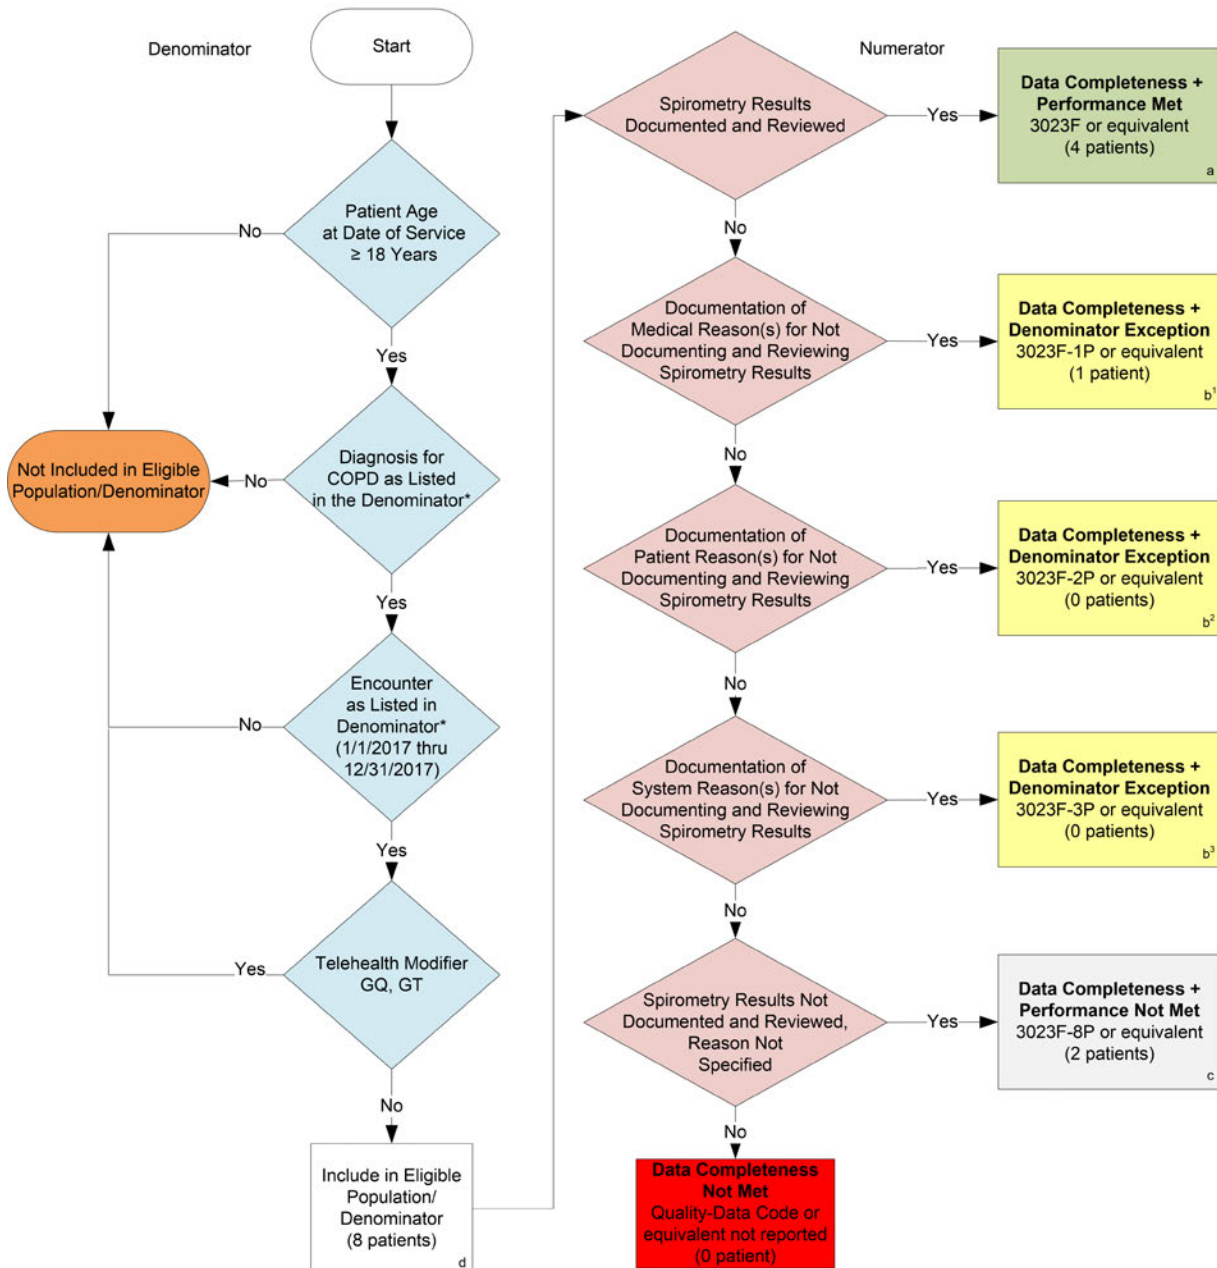 Denominator
Start
Patient Age
at Date of Service
≥ 18 Years
No
Yes
Not Included in Eligible
Population/Denominator
No
Diagnosis for
COPD as Listed
in the Denominator*
Yes
Encounter
as Listed in
Denominator*
(1/1/2017 thru
12/31/2017)
No
Yes
Telehealth Modifier
GQ, GT
Yes
No
Include in Eligible
Population/
Denominator
(8 patients)
d
Numerator
Spirometry Results
Documented and Reviewed
Yes
Data Completeness +
Performance Met
3023F or equivalent
(4 patients)
a
No
Documentation of
Medical Reason(s) for Not
Documenting and Reviewing
Spirometry Results
Yes
Data Completeness +
Denominator Exception
3023F-1P or equivalent
(1 patient)
b¹
No
Documentation of
Patient Reason(s) for Not
Documenting and Reviewing
Spirometry Results
Yes
Data Completeness +
Denominator Exception
3023F-2P or equivalent
(0 patients)
b²
No
Documentation of
System Reason(s) for Not
Documenting and Reviewing
Spirometry Results
Yes
Data Completeness +
Denominator Exception
3023F-3P or equivalent
(0 patients)
b³
No
Spirometry Results Not
Documented and Reviewed,
Reason Not
Specified
Yes
Data Completeness +
Performance Not Met
3023F-8P or equivalent
(2 patients)
c
No
Data Completeness
Not Met
Quality-Data Code or
equivalent not reported
(0 patient)